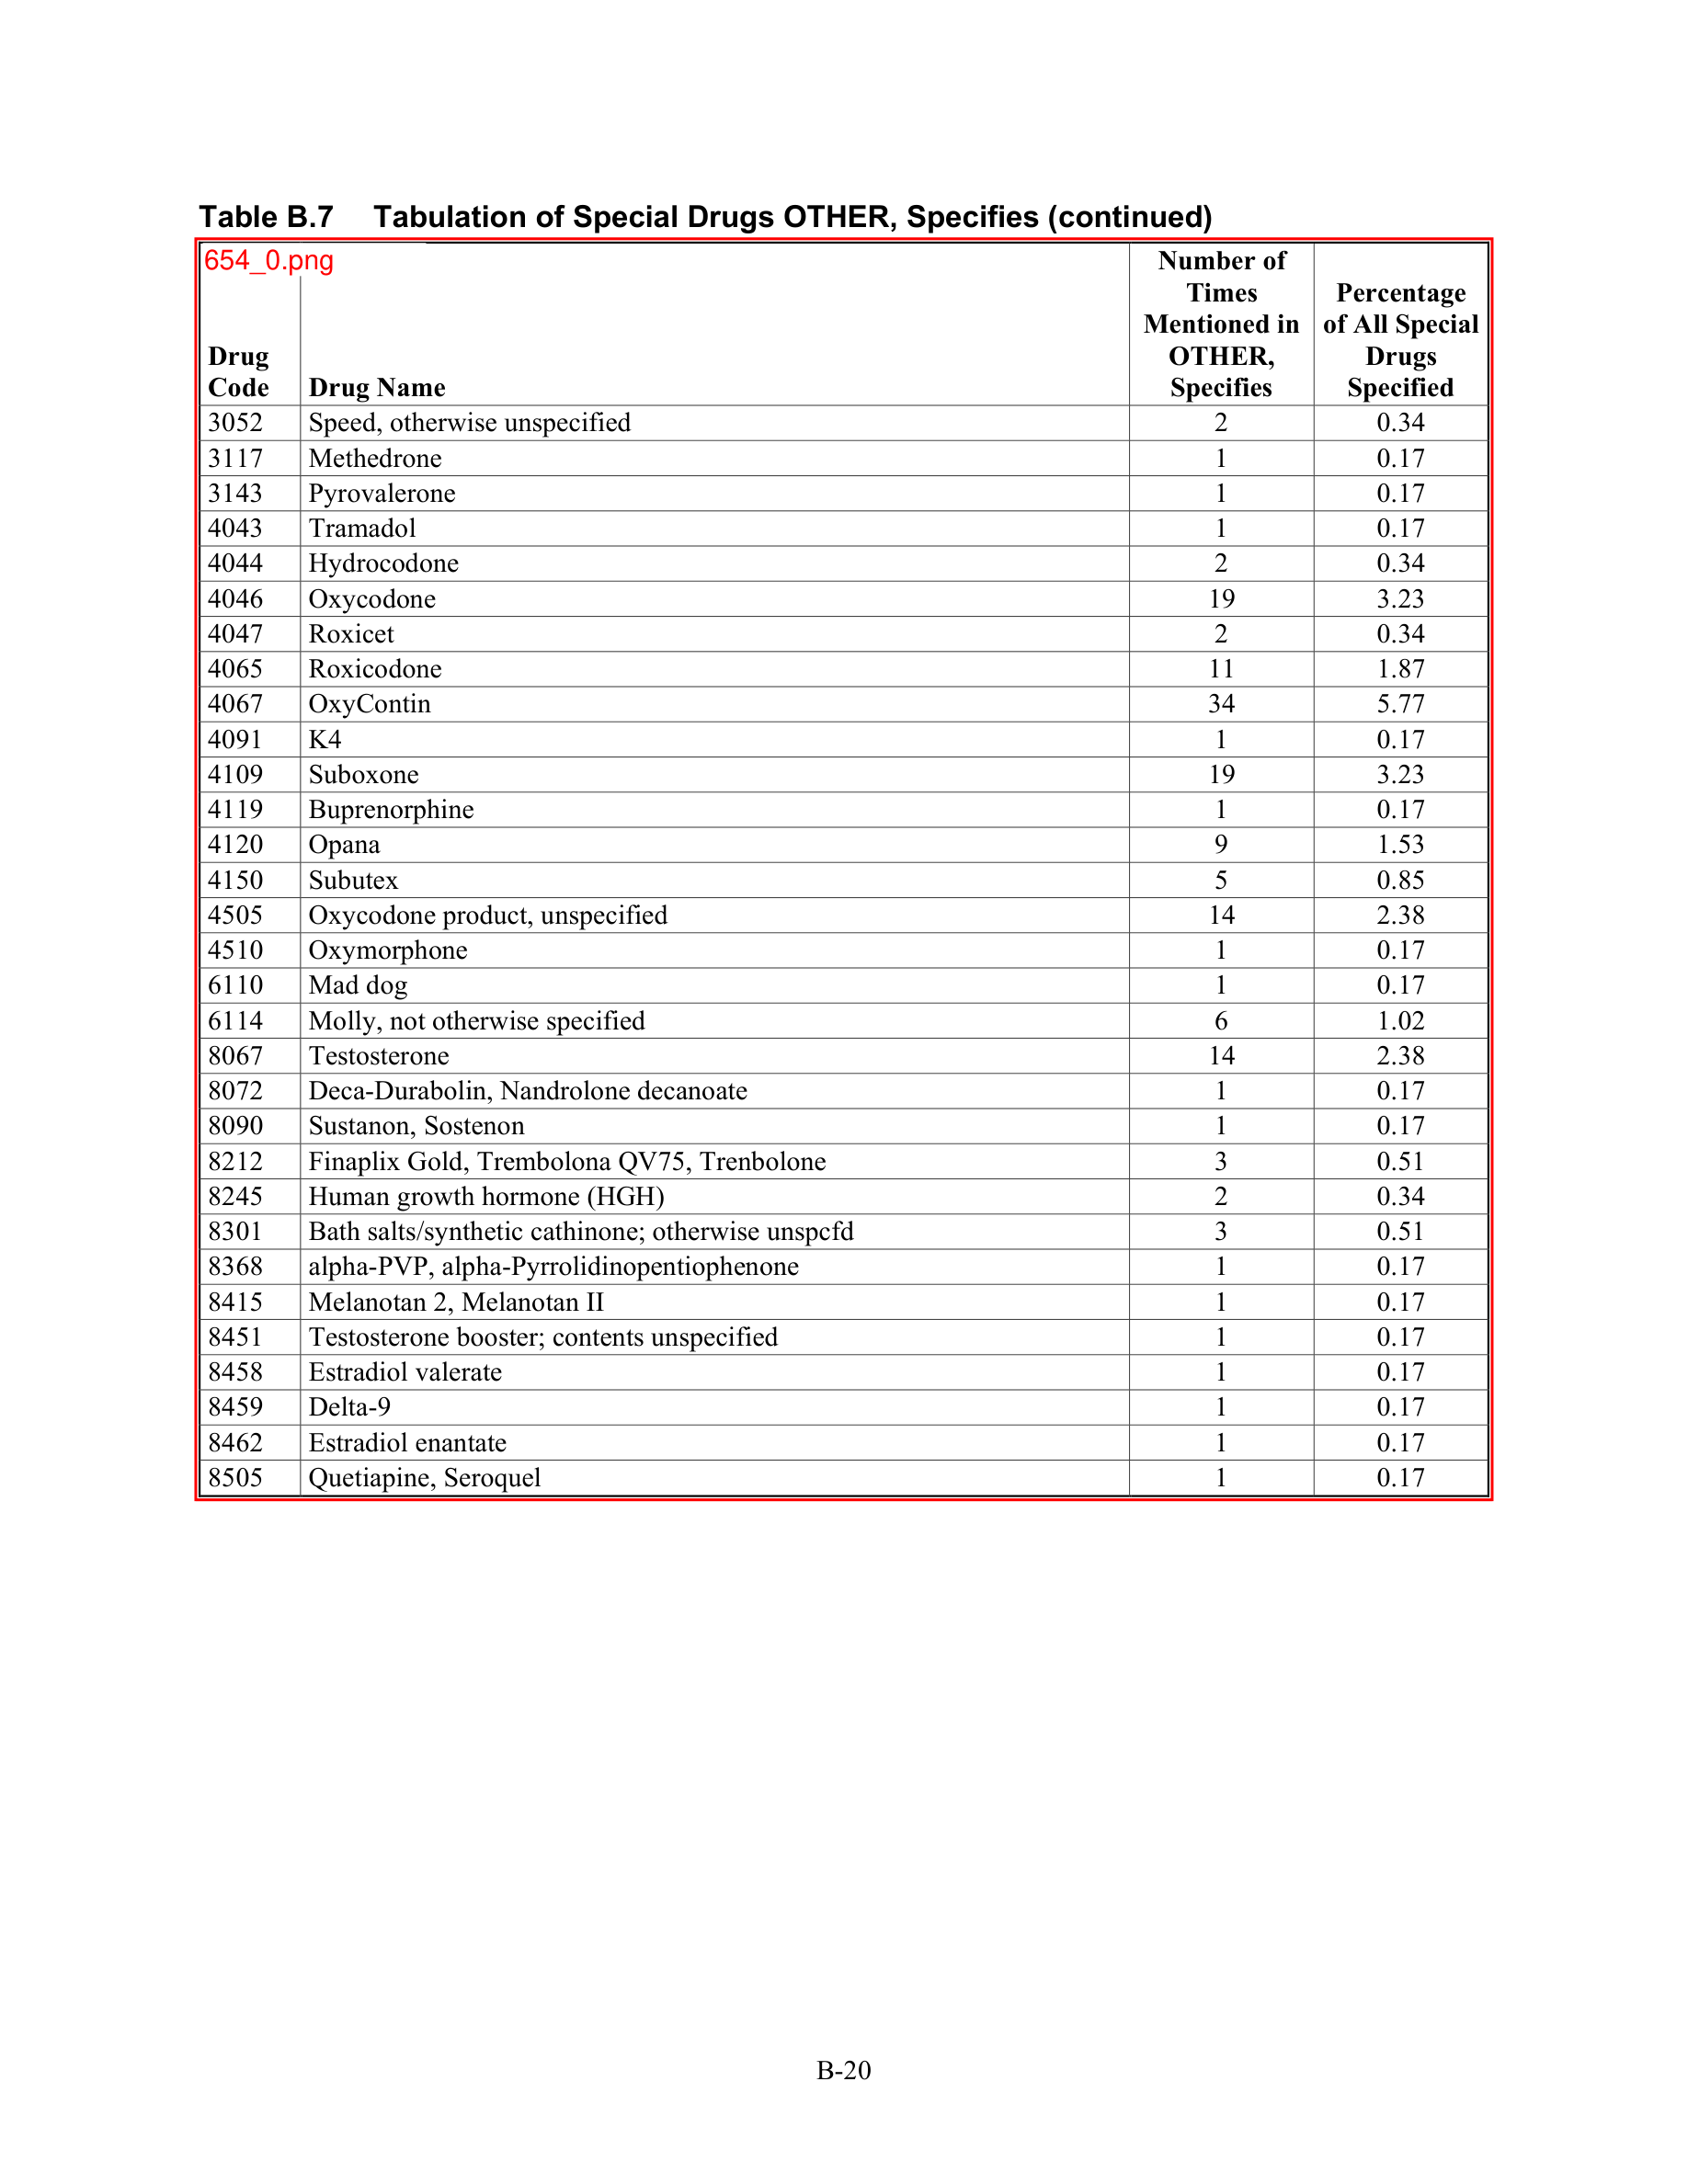 Table B.7 Tabulation of Special Drugs OTHER, Specifies (continued)
654_0.png
Drug Code | Drug Name | Number of Times Mentioned in OTHER, Specifies | Percentage of All Special Drugs Specified
3052 Speed, otherwise unspecified 2 0.34
3117 Methedrone 1 0.17
3143 Pyrovalerone 1 0.17
4043 Tramadol 1 0.17
4044 Hydrocodone 2 0.34
4046 Oxycodone 19 3.23
4047 Roxicet 2 0.34
4065 Roxicodone 11 1.87
4067 OxyContin 34 5.77
4091 K4 1 0.17
4109 Suboxone 19 3.23
4119 Buprenorphine 1 0.17
4120 Opana 9 1.53
4150 Subutex 5 0.85
4505 Oxycodone product, unspecified 14 2.38
4510 Oxymorphone 1 0.17
6110 Mad dog 1 0.17
6114 Molly, not otherwise specified 6 1.02
8067 Testosterone 14 2.38
8072 Deca-Durabolin, Nandrolone decanoate 1 0.17
8090 Sustanon, Sostenon 1 0.17
8212 Finaplix Gold, Trembolona QV75, Trenbolone 3 0.51
8245 Human growth hormone (HGH) 2 0.34
8301 Bath salts/synthetic cathinone; otherwise unspcfd 3 0.51
8368 alpha-PVP, alpha-Pyrrolidinopentiophenone 1 0.17
8415 Melanotan 2, Melanotan II 1 0.17
8451 Testosterone booster; contents unspecified 1 0.17
8458 Estradiol valerate 1 0.17
8459 Delta-9 1 0.17
8462 Estradiol enantate 1 0.17
8505 Quetiapine, Seroquel 1 0.17
B-20